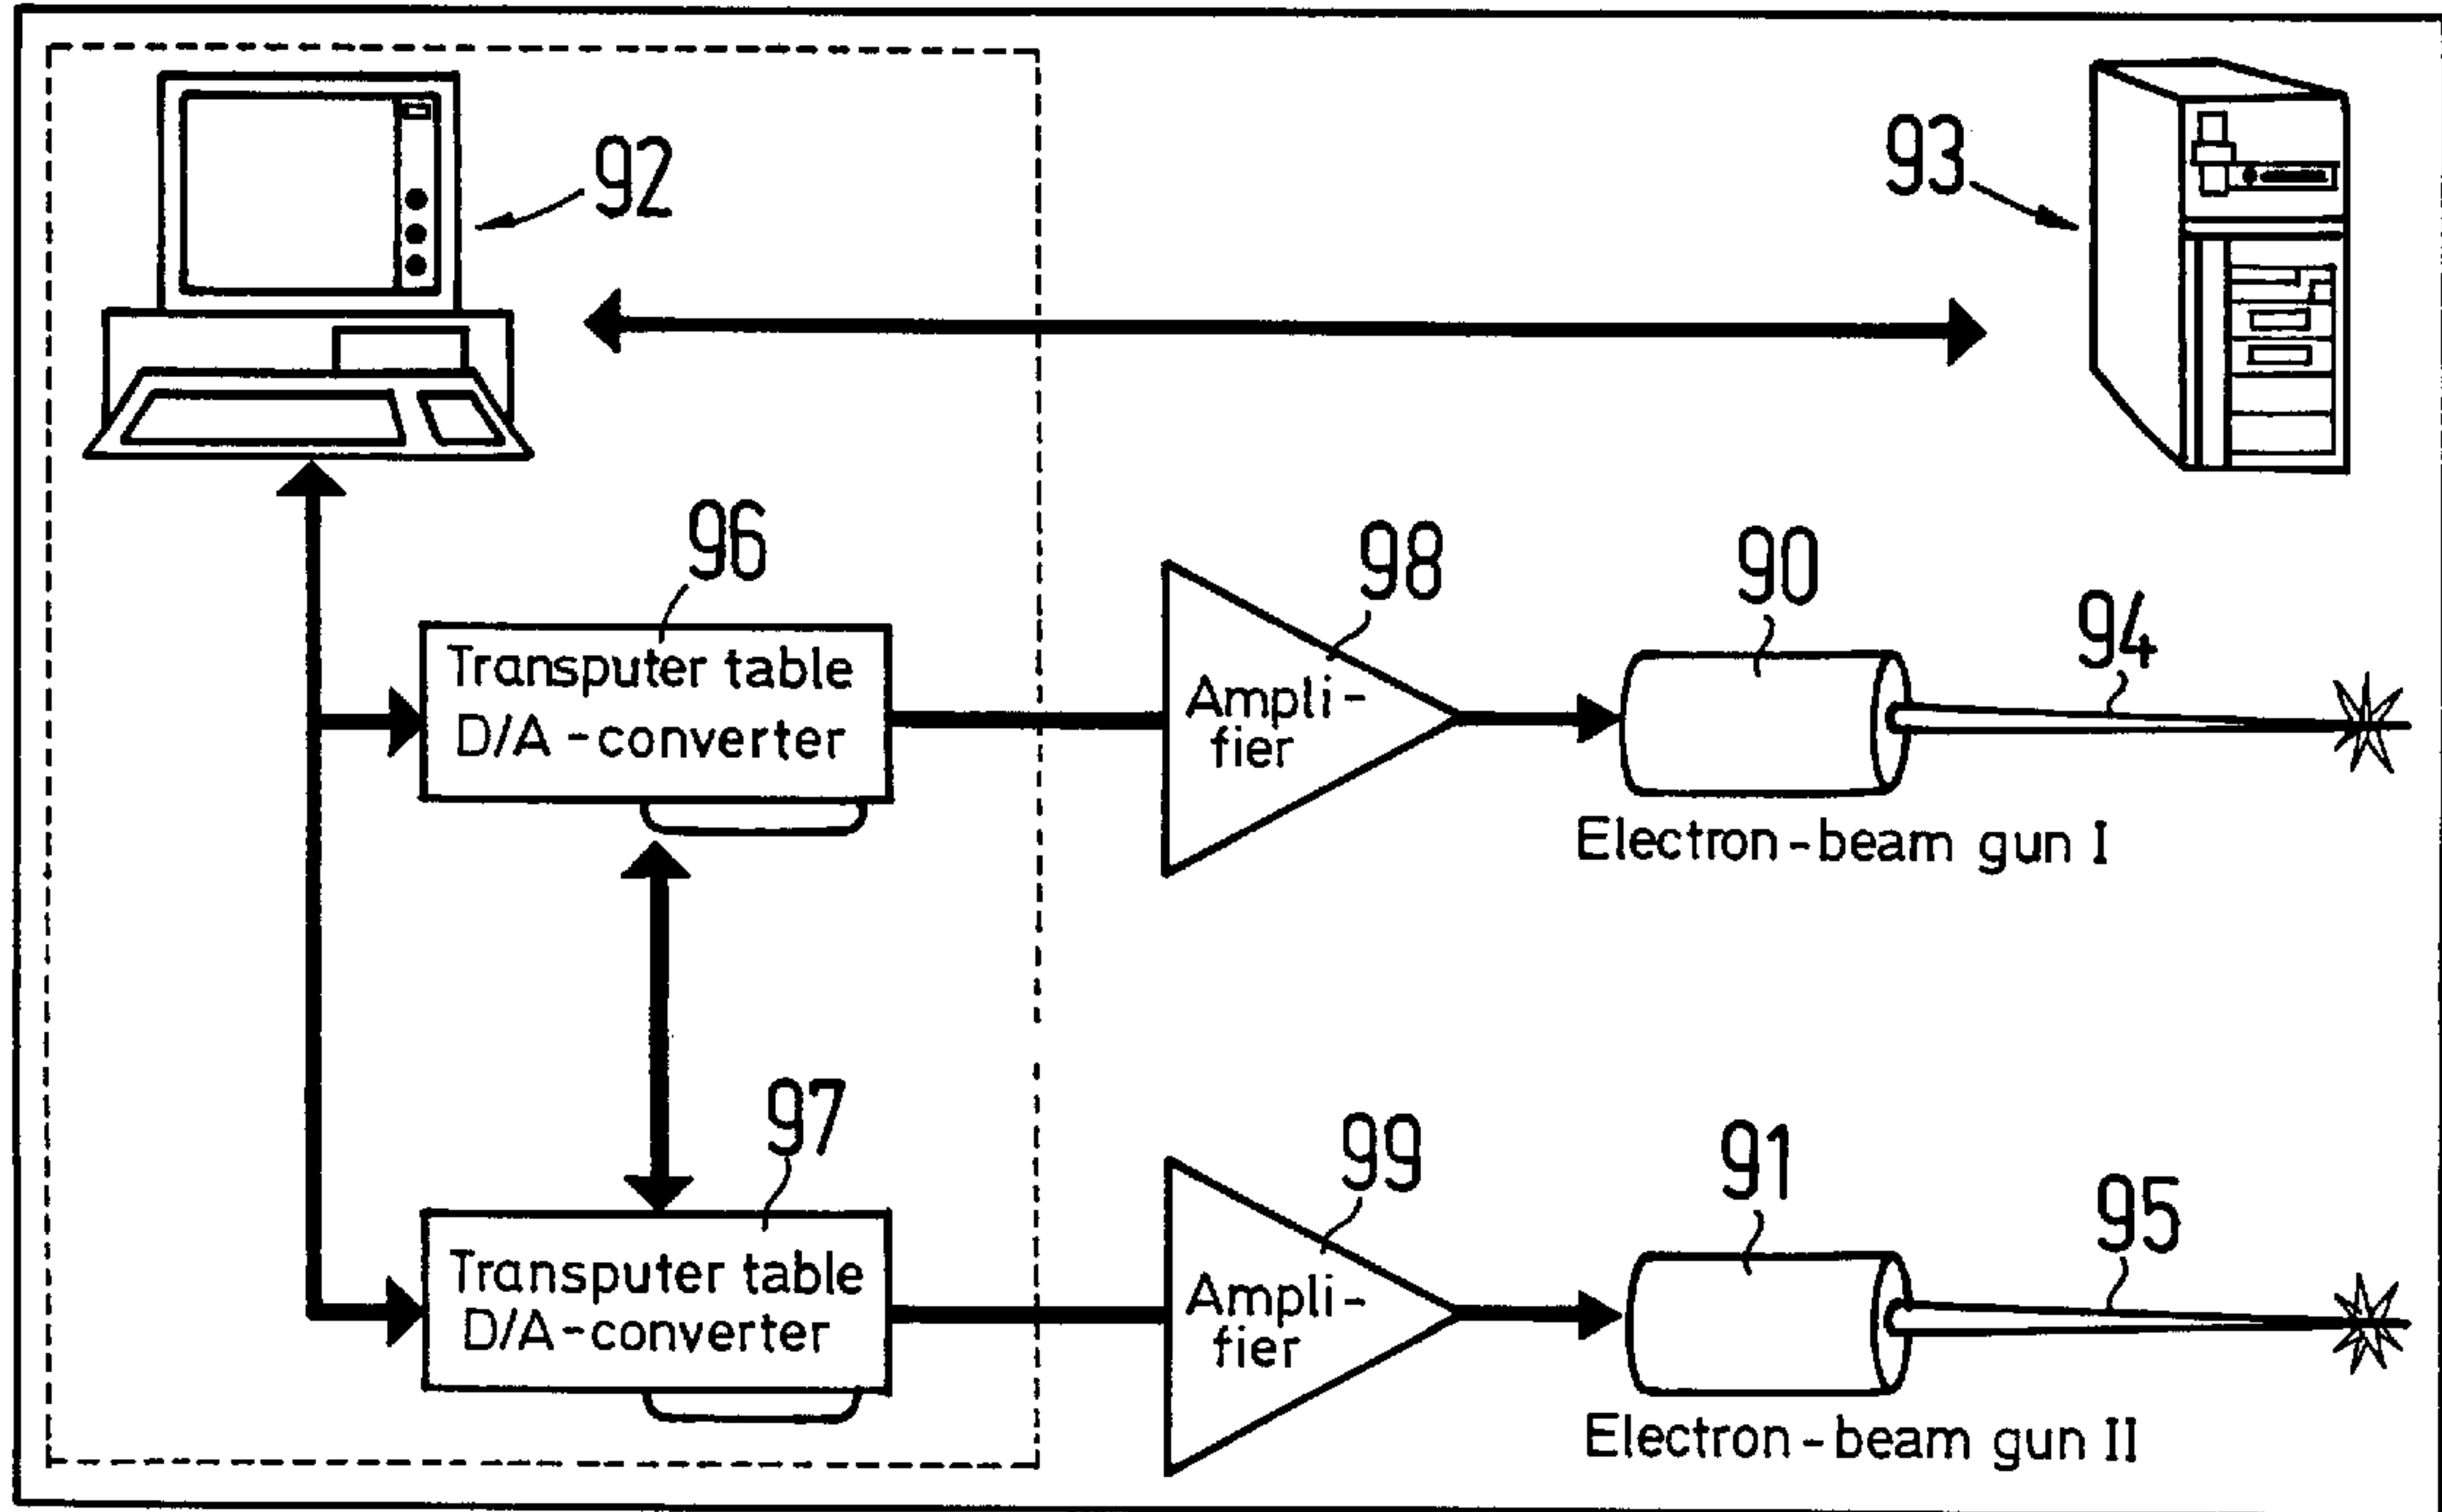 92
93
96
98
90
94
Transputer table
D/A-converter
Ampli-
fier
Electron-beam gun I
97
99
91
95
Transputer table
D/A-converter
Ampli-
fier
Electron-beam gun II